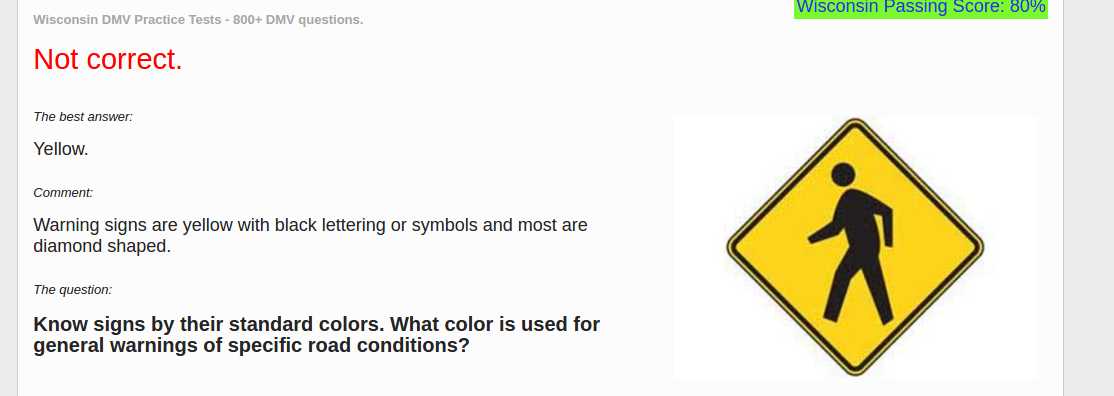 Wisconsin Passing Score: 80%
Wisconsin DMV Practice Tests - 800+ DMV questions.
Not correct.
The best answer:
Yellow.
Comment:
Warning signs are yellow with black lettering or symbols and most are
diamond shaped.
The question:
Know signs by their standard colors. What color is used for
general warnings of specific road conditions?